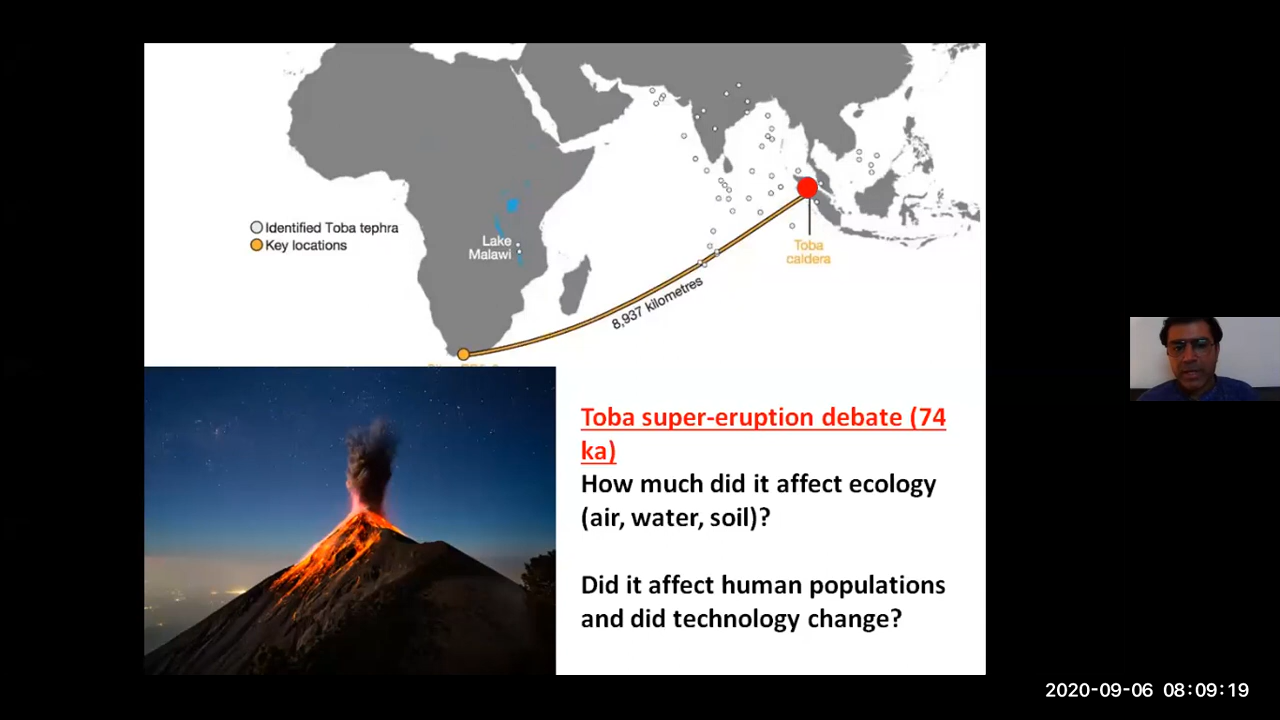 Identified Toba tephra
Key locations
Lake
Malawi
Toba
caldera
8,937 kilometres
Toba super-eruption debate (74
ka)
How much did it affect ecology
(air, water, soil)?
Did it affect human populations
and did technology change?
2020-09-06 08:09:19